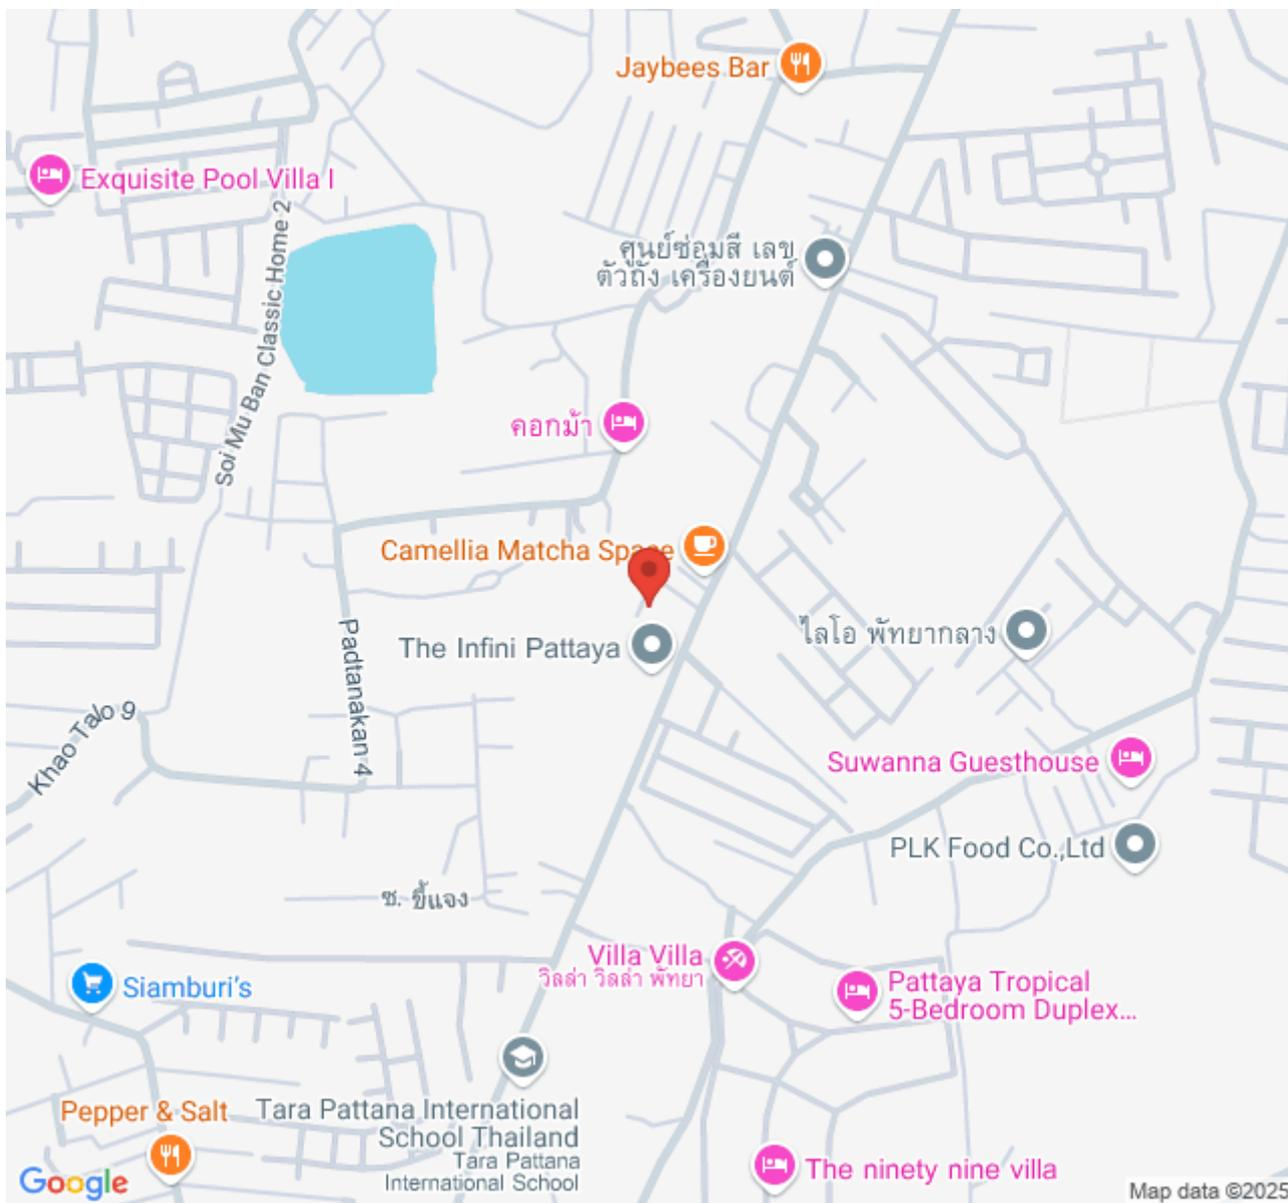 Jaybees Bar
Exquisite Pool Villa I
ศูนย์ซ่อมสี เลข
ตัวถัง เครื่องยนต์
Soi Mu Ban Classic Home 2
คอกม้า
Camellia Matcha Space
The Infini Pattaya
ไลโอ พัทยากลาง
Padtanakan 4
Khao Talo 9
Suwanna Guesthouse
PLK Food Co.,Ltd
ซ. ขี้แจง
Villa Villa
วิลล่า วิลล่า พัทยา
Siamburi's
Pattaya Tropical
5-Bedroom Duplex...
Pepper & Salt
Tara Pattana International
School Thailand
Tara Pattana
International School
The ninety nine villa
Google
Map data ©2025